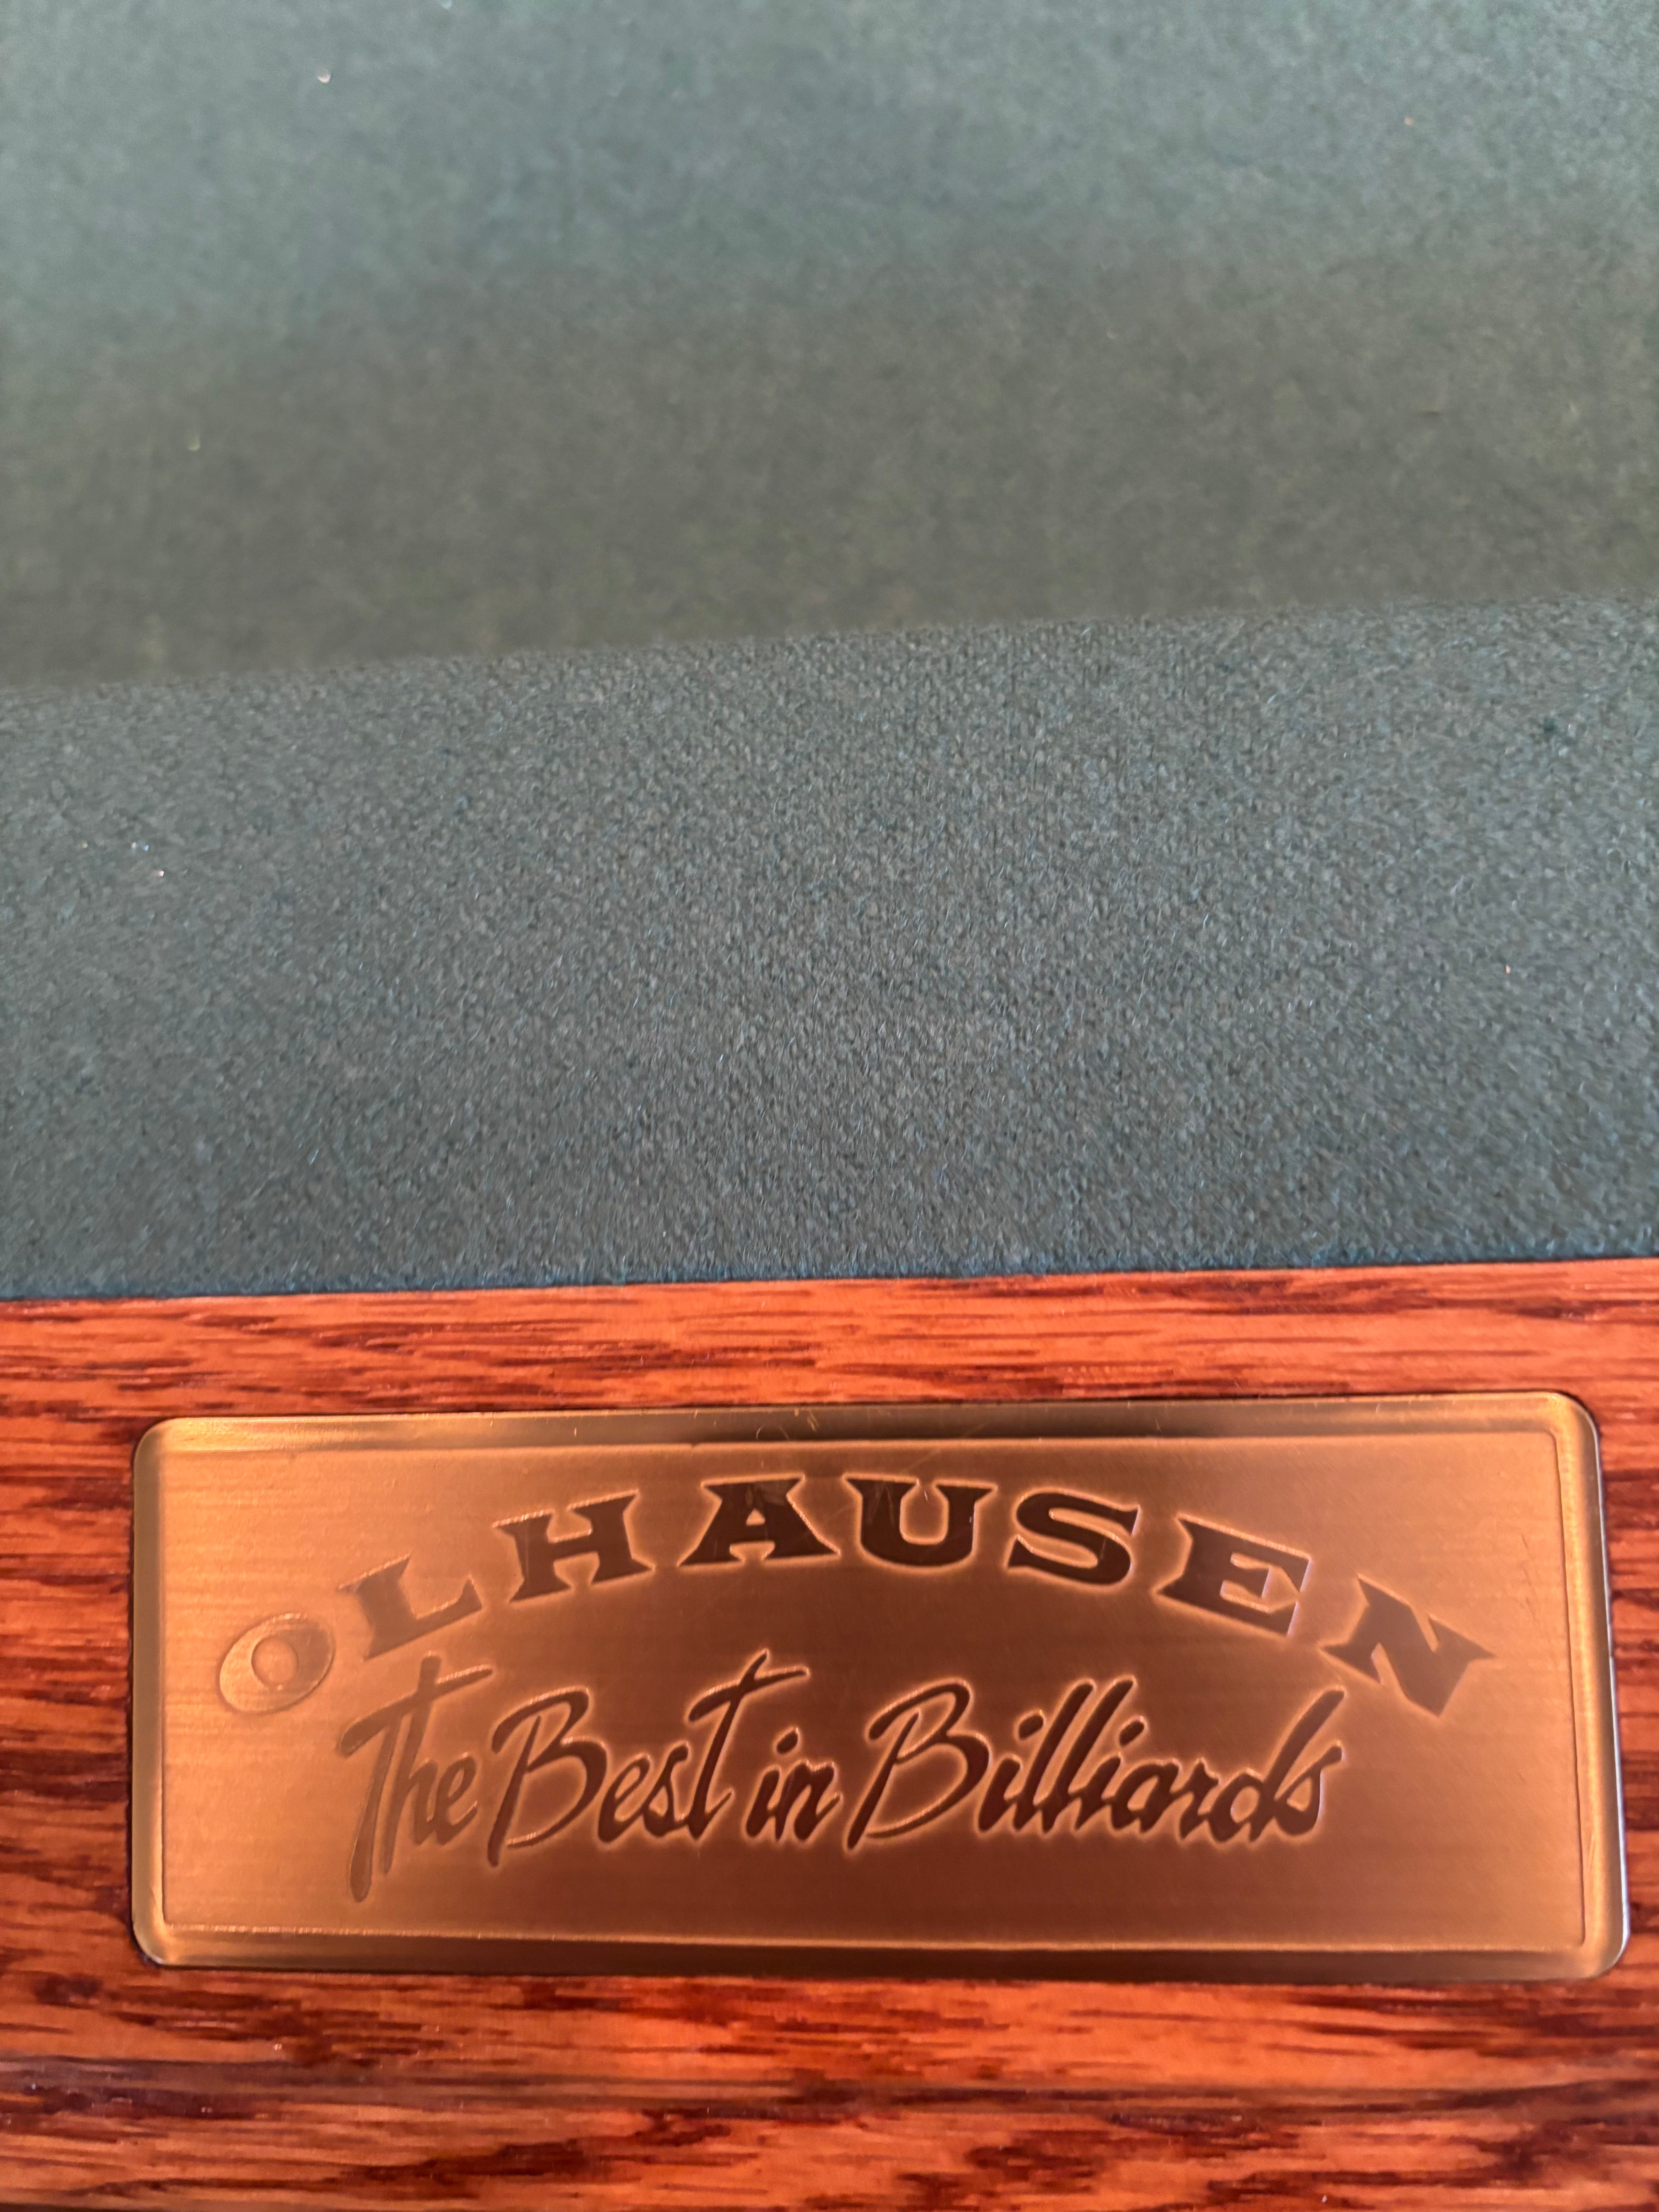 OLHAUSEN
The Best in Billiards